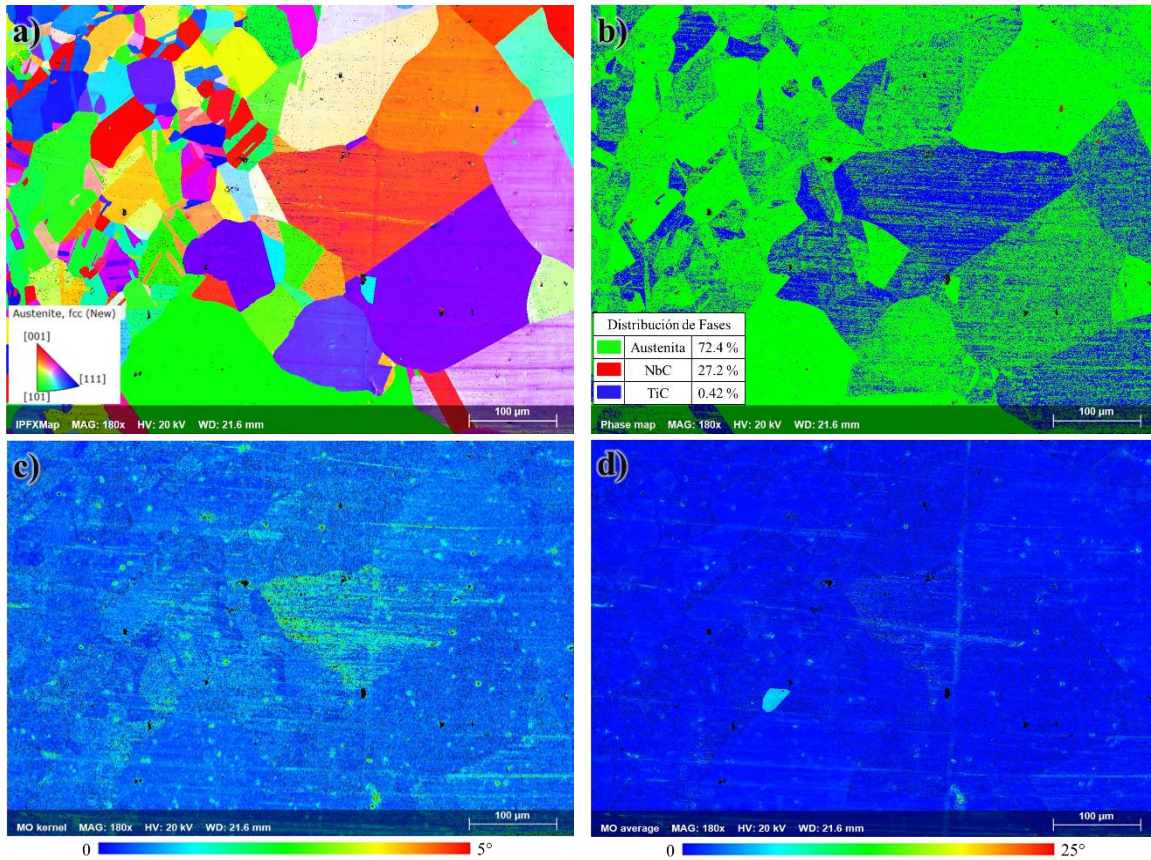 a)
Austenite, fcc (New)
[001]
[111]
[101]
IPFXMap MAG: 180x HV: 20 kV WD: 21.6 mm
100 µm
b)
Distribución de Fases
Austenita 72.4 %
NbC 27.2 %
TiC 0.42 %
Phase map MAG: 180x HV: 20 kV WD: 21.6 mm
100 µm
c)
MO kernel MAG: 180x HV: 20 kV WD: 21.6 mm
100 µm
0 5°
d)
MO average MAG: 180x HV: 20 kV WD: 21.6 mm
100 µm
0 25°